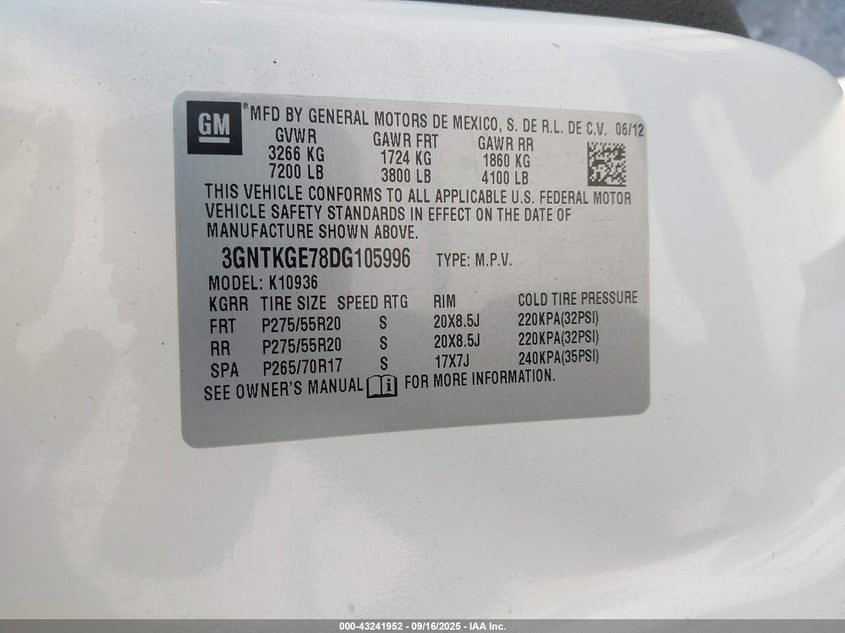 GM ® MFD BY GENERAL MOTORS DE MEXICO, S. DE R.L. DE C.V. 06/12
GVWR GAWR FRT GAWR RR
3266 KG 1724 KG 1860 KG
7200 LB 3800 LB 4100 LB
THIS VEHICLE CONFORMS TO ALL APPLICABLE U.S. FEDERAL MOTOR
VEHICLE SAFETY STANDARDS IN EFFECT ON THE DATE OF
MANUFACTURE SHOWN ABOVE.
3GNTKGE78DG105996 TYPE: M.P.V.
MODEL: K10936
KGRR TIRE SIZE SPEED RTG RIM COLD TIRE PRESSURE
FRT P275/55R20 S 20X8.5J 220KPA(32PSI)
RR P275/55R20 S 20X8.5J 220KPA(32PSI)
SPA P265/70R17 S 17X7J 240KPA(35PSI)
SEE OWNER'S MANUAL FOR MORE INFORMATION.
000-43241952 - 09/16/2025 - IAA Inc.